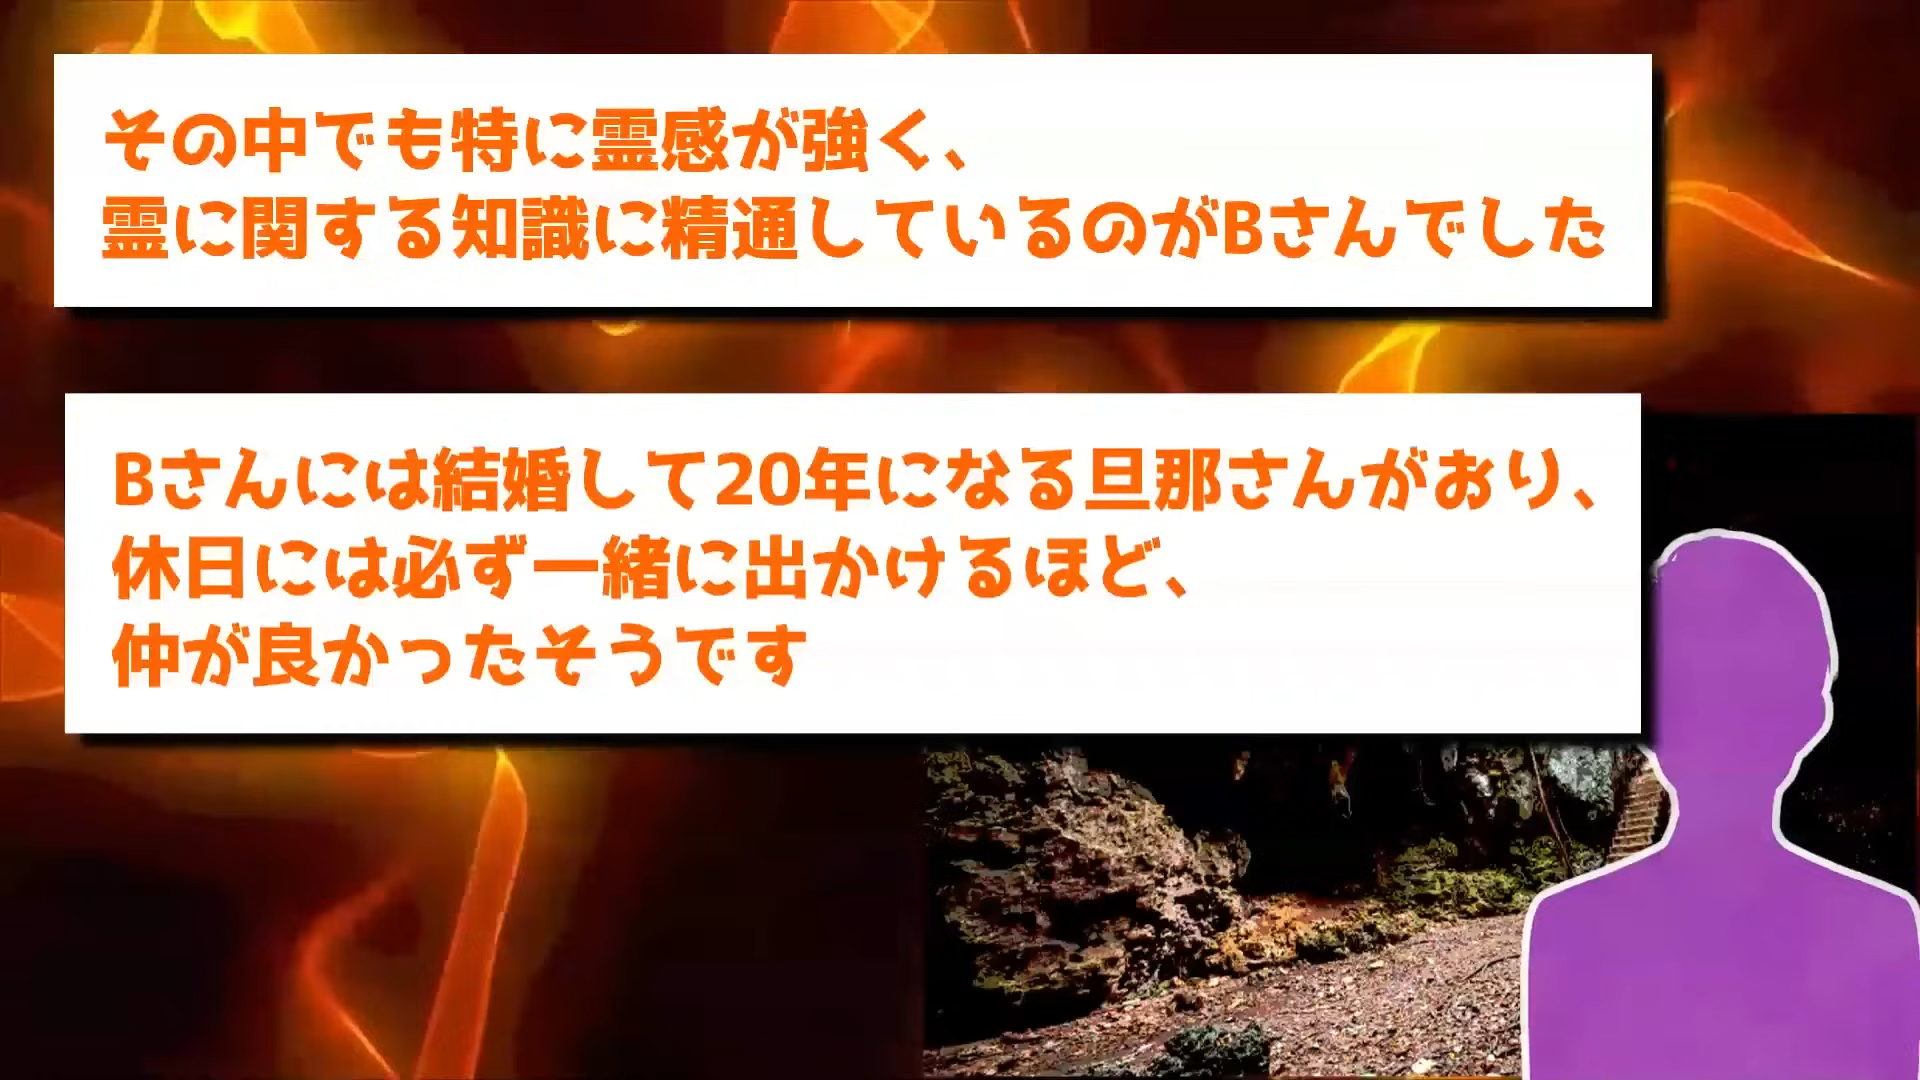 その中でも特に霊感が強く、
霊に関する知識に精通しているのがBさんでした
Bさんには結婚して20年になる旦那さんがおり、
休日には必ず一緒に出かけるほど、
仲が良かったそうです